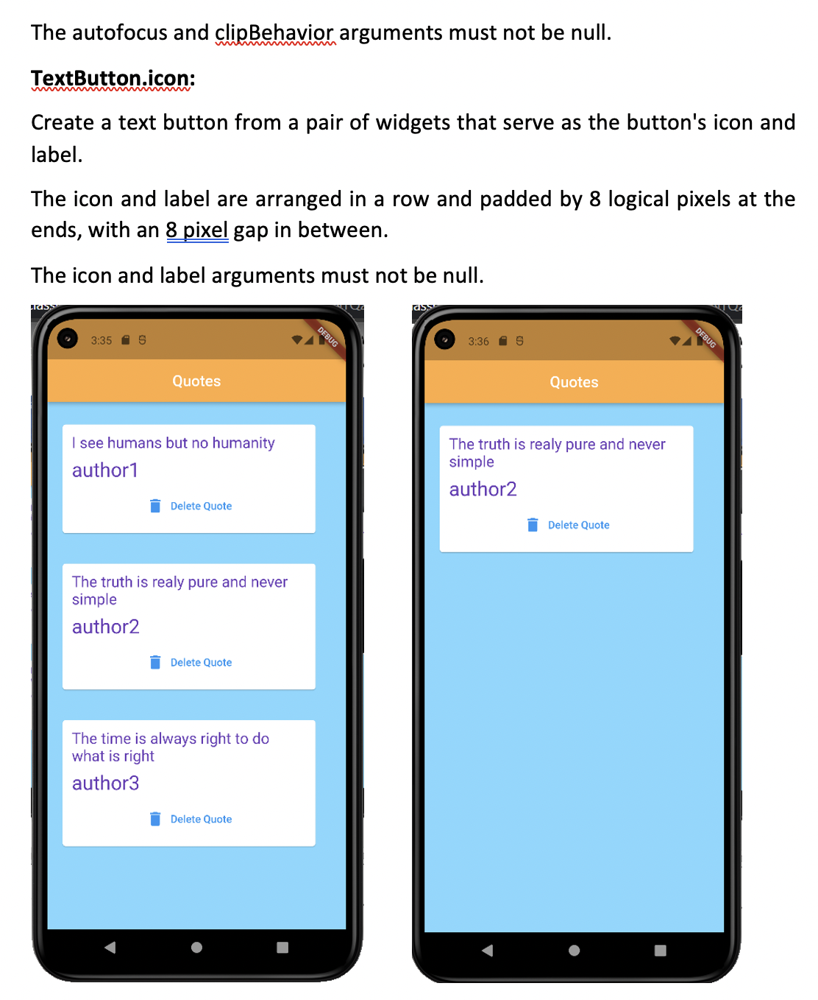 The autofocus and clipBehavior arguments must not be null.
TextButton.icon:
Create a text button from a pair of widgets that serve as the button's icon and
label.
The icon and label are arranged in a row and padded by 8 logical pixels at the
ends, with an 8 pixel gap in between.
The icon and label arguments must not be null.
3:35
DEBUG
Quotes
I see humans but no humanity
author1
Delete Quote
The truth is realy pure and never
simple
author2
Delete Quote
The time is always right to do
what is right
author3
Delete Quote
3:36
DEBUG
Quotes
The truth is realy pure and never
simple
author2
Delete Quote